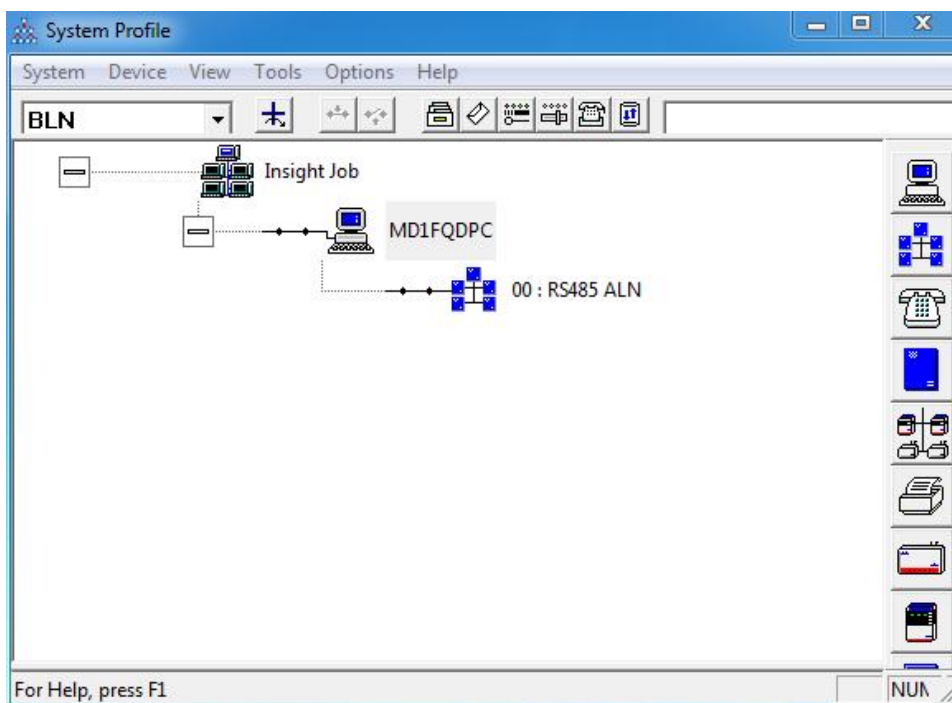 System Profile
System Device View Tools Options Help
BLN
Insight Job
MD1FQDPC
00 : RS485 ALN
For Help, press F1